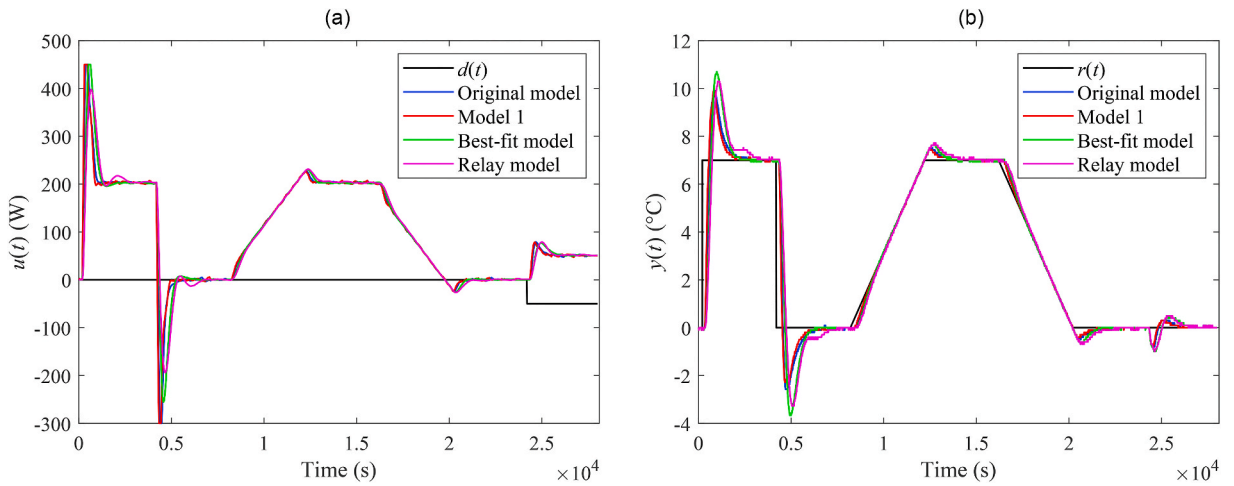 (a)
500
400
300
200
100
0
-100
-200
-300
u(t) (W)
d(t)
Original model
Model 1
Best-fit model
Relay model
0 0.5 1 1.5 2 2.5
Time (s)
×10⁴
(b)
12
10
8
6
4
2
0
-2
-4
y(t) (°C)
r(t)
Original model
Model 1
Best-fit model
Relay model
0 0.5 1 1.5 2 2.5
Time (s)
×10⁴